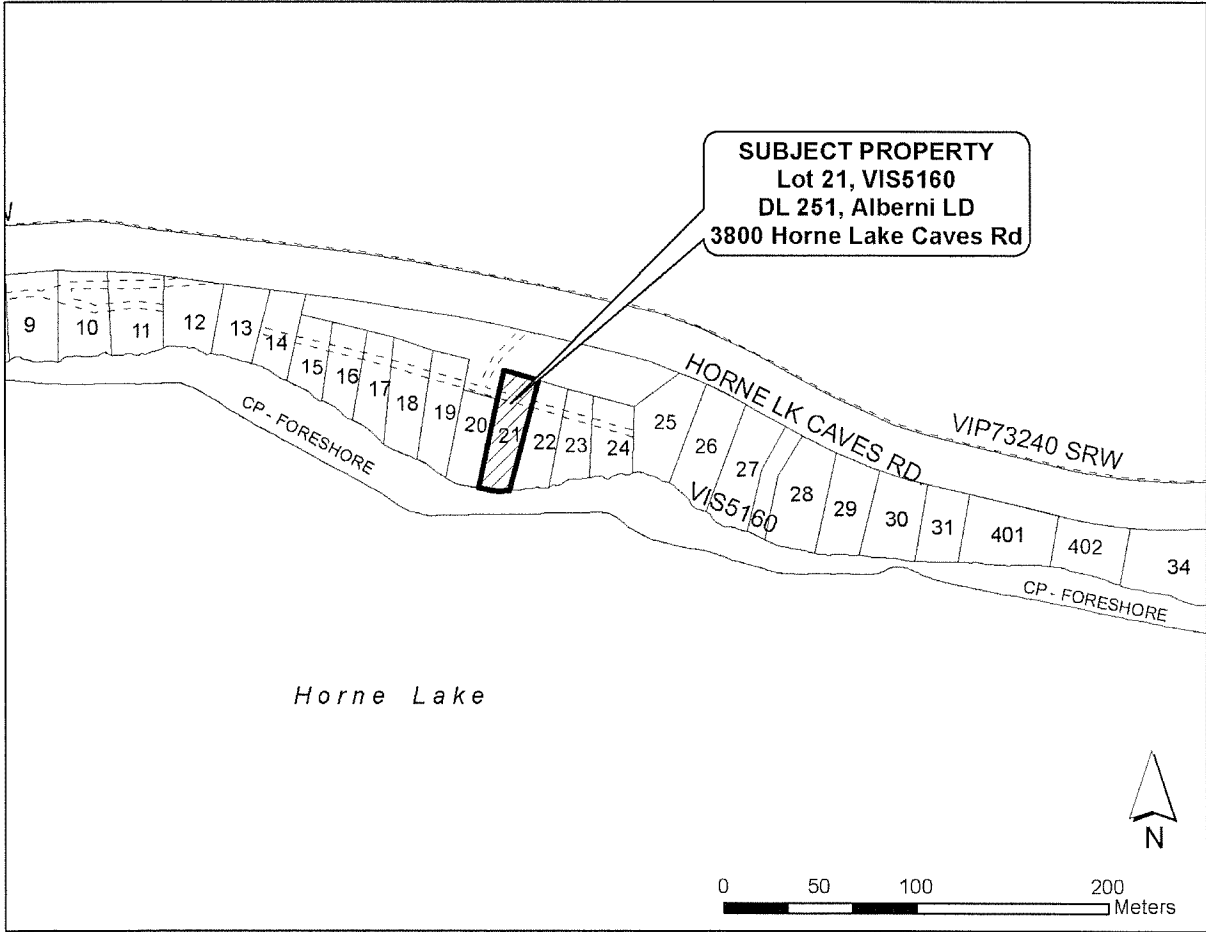 SUBJECT PROPERTY
Lot 21, VIS5160
DL 251, Alberni LD
3800 Horne Lake Caves Rd
9
10
11
12
13
14
15
16
17
18
19
20
21
22
23
24
25
26
27
28
29
30
31
401
402
34
HORNE LK CAVES RD
VIP73240 SRW
VIS5160
CP - FORESHORE
CP - FORESHORE
Horne Lake
N
0 50 100 200
Meters